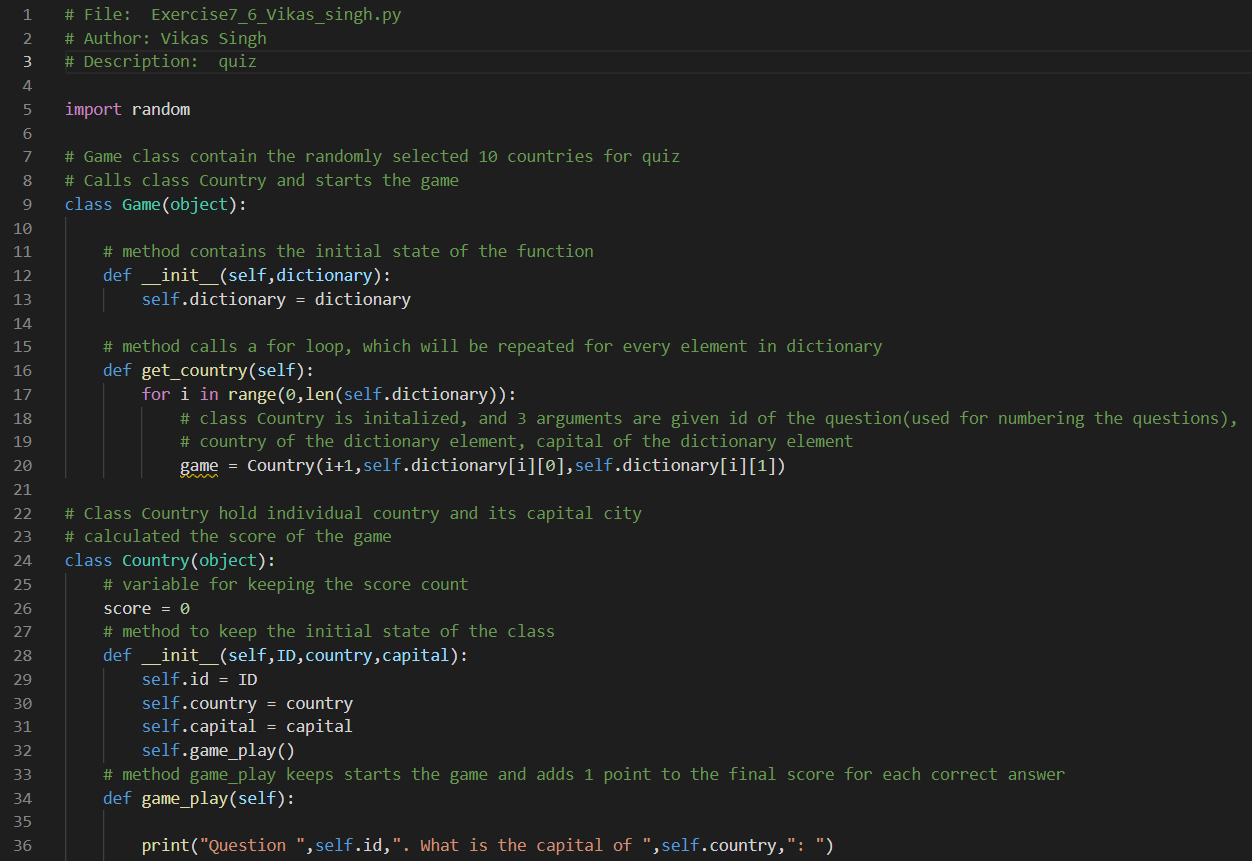 1 # File:  Exercise7_6_Vikas_singh.py
2 # Author: Vikas Singh
3 # Description:  quiz
4
5 import random
6
7 # Game class contain the randomly selected 10 countries for quiz
8 # Calls class Country and starts the game
9 class Game(object):
10
11     # method contains the initial state of the function
12     def __init__(self,dictionary):
13         self.dictionary = dictionary
14
15     # method calls a for loop, which will be repeated for every element in dictionary
16     def get_country(self):
17         for i in range(0,len(self.dictionary)):
18             # class Country is initalized, and 3 arguments are given id of the question(used for numbering the questions),
19             # country of the dictionary element, capital of the dictionary element
20             game = Country(i+1,self.dictionary[i][0],self.dictionary[i][1])
21
22 # Class Country hold individual country and its capital city
23 # calculated the score of the game
24 class Country(object):
25     # variable for keeping the score count
26     score = 0
27     # method to keep the initial state of the class
28     def __init__(self,ID,country,capital):
29         self.id = ID
30         self.country = country
31         self.capital = capital
32         self.game_play()
33     # method game_play keeps starts the game and adds 1 point to the final score for each correct answer
34     def game_play(self):
35
36         print("Question ",self.id,". What is the capital of ",self.country,": ")